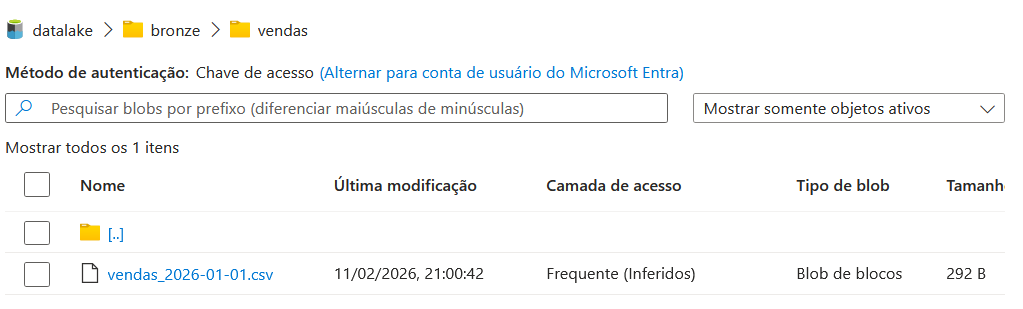 datalake > bronze > vendas
Método de autenticação: Chave de acesso (Alternar para conta de usuário do Microsoft Entra)
Pesquisar blobs por prefixo (diferenciar maiúsculas de minúsculas) Mostrar somente objetos ativos
Mostrar todos os 1 itens
Nome Última modificação Camada de acesso Tipo de blob Tamanh
[..]
vendas_2026-01-01.csv 11/02/2026, 21:00:42 Frequente (Inferidos) Blob de blocos 292 B